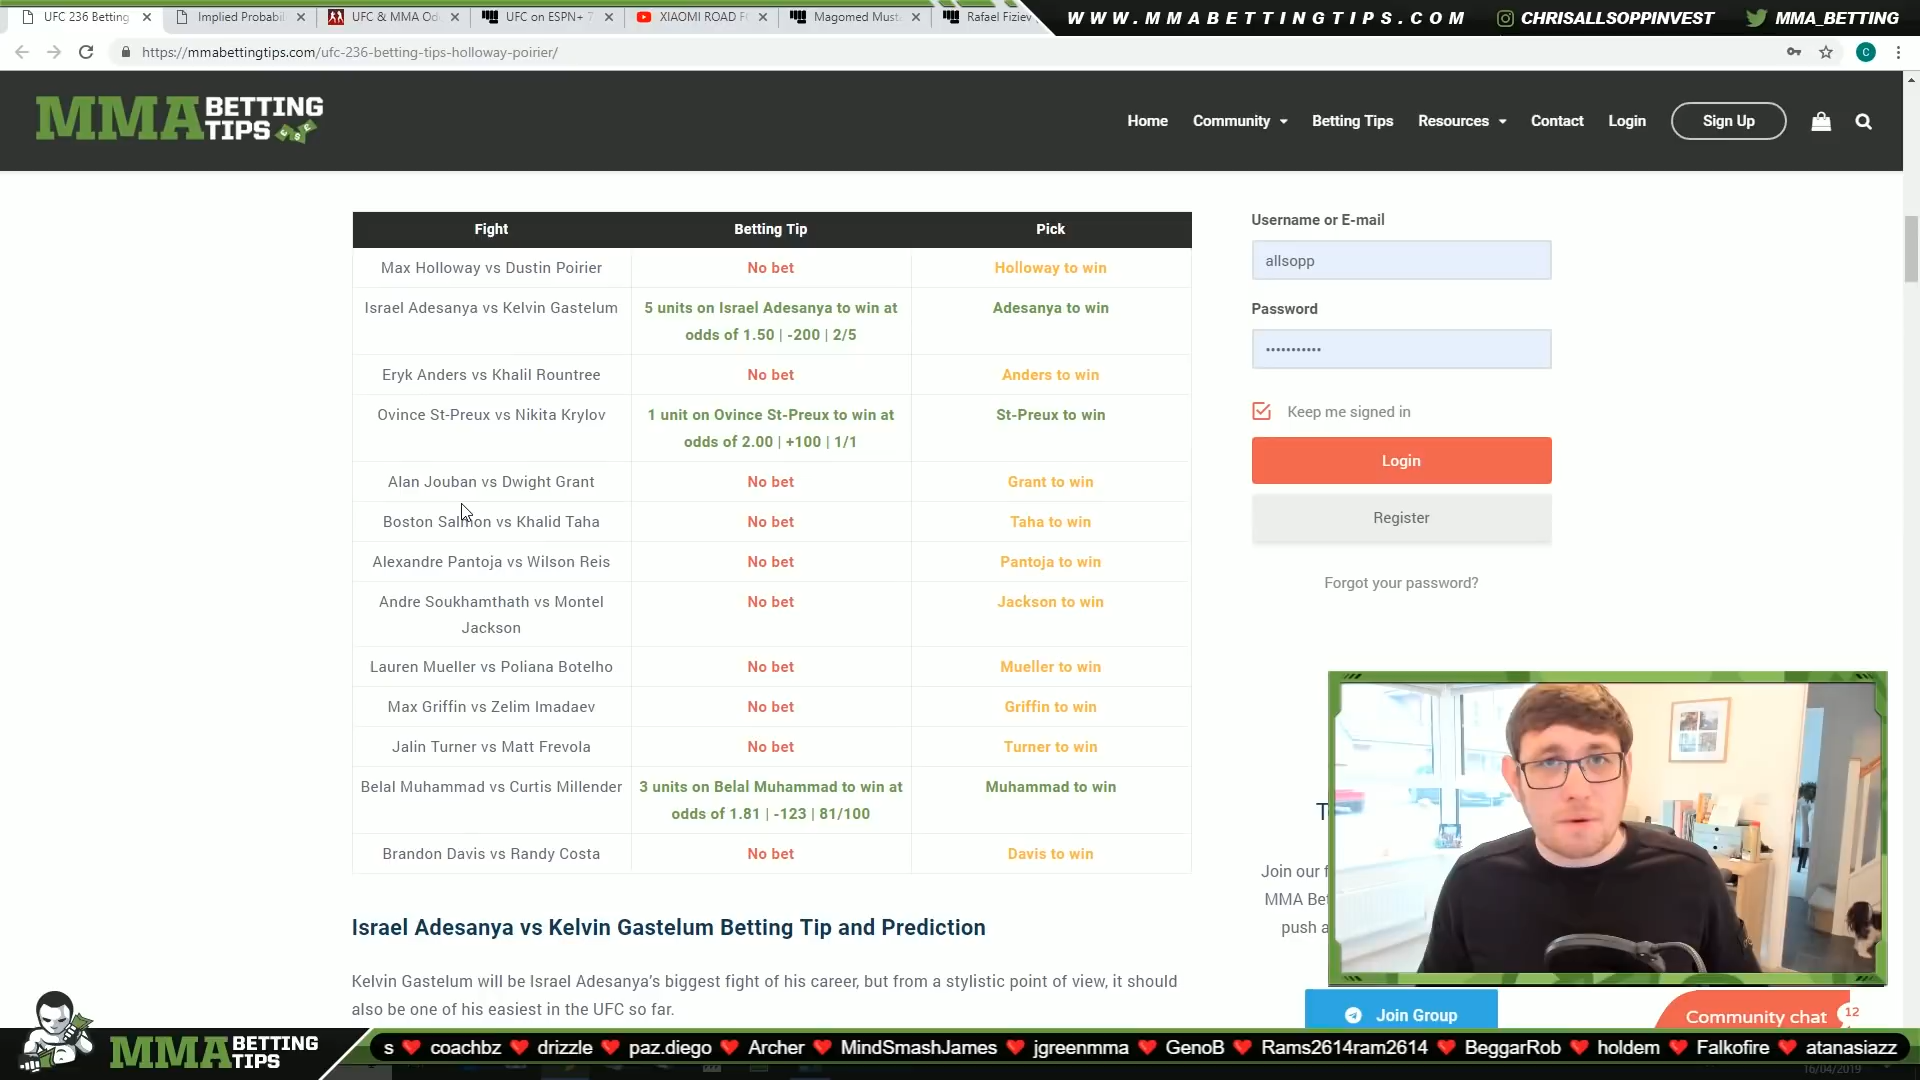 UFC 236 Betting
Implied Probabil
UFC & MMA Od
UFC on ESPN+ 7
XIAOMI ROAD F
Magomed Must
Rafael Fiziev
WWW.MMABETTINGTIPS.COM
CHRISALLSOPPINVEST
MMA_BETTING
https://mmabettingtips.com/ufc-236-betting-tips-holloway-poirier/
C
MMA BETTING TIPS
Home
Community
Betting Tips
Resources
Contact
Login
Sign Up
Fight Betting Tip Pick
Max Holloway vs Dustin Poirier No bet Holloway to win
Israel Adesanya vs Kelvin Gastelum 5 units on Israel Adesanya to win at Adesanya to win
odds of 1.50 | -200 | 2/5
Eryk Anders vs Khalil Rountree No bet Anders to win
Ovince St-Preux vs Nikita Krylov 1 unit on Ovince St-Preux to win at St-Preux to win
odds of 2.00 | +100 | 1/1
Alan Jouban vs Dwight Grant No bet Grant to win
Boston Salmon vs Khalid Taha No bet Taha to win
Alexandre Pantoja vs Wilson Reis No bet Pantoja to win
Andre Soukhamthath vs Montel No bet Jackson to win
Jackson
Lauren Mueller vs Poliana Botelho No bet Mueller to win
Max Griffin vs Zelim Imadaev No bet Griffin to win
Jalin Turner vs Matt Frevola No bet Turner to win
Belal Muhammad vs Curtis Millender 3 units on Belal Muhammad to win at Muhammad to win
odds of 1.81 | -123 | 81/100
Brandon Davis vs Randy Costa No bet Davis to win
Israel Adesanya vs Kelvin Gastelum Betting Tip and Prediction
Kelvin Gastelum will be Israel Adesanya's biggest fight of his career, but from a stylistic point of view, it should
also be one of his easiest in the UFC so far.
Username or E-mail
allsopp
Password
•••••••••••
Keep me signed in
Login
Register
Forgot your password?
T
Join our f
MMA Bet
push a
Join Group
Community chat 12
MMA BETTING TIPS
s coachbz drizzle paz.diego Archer MindSmashJames jgreenmma GenoB Rams2614ram2614 BeggarRob holdem Falkofire atanasiazz
16/04/2019